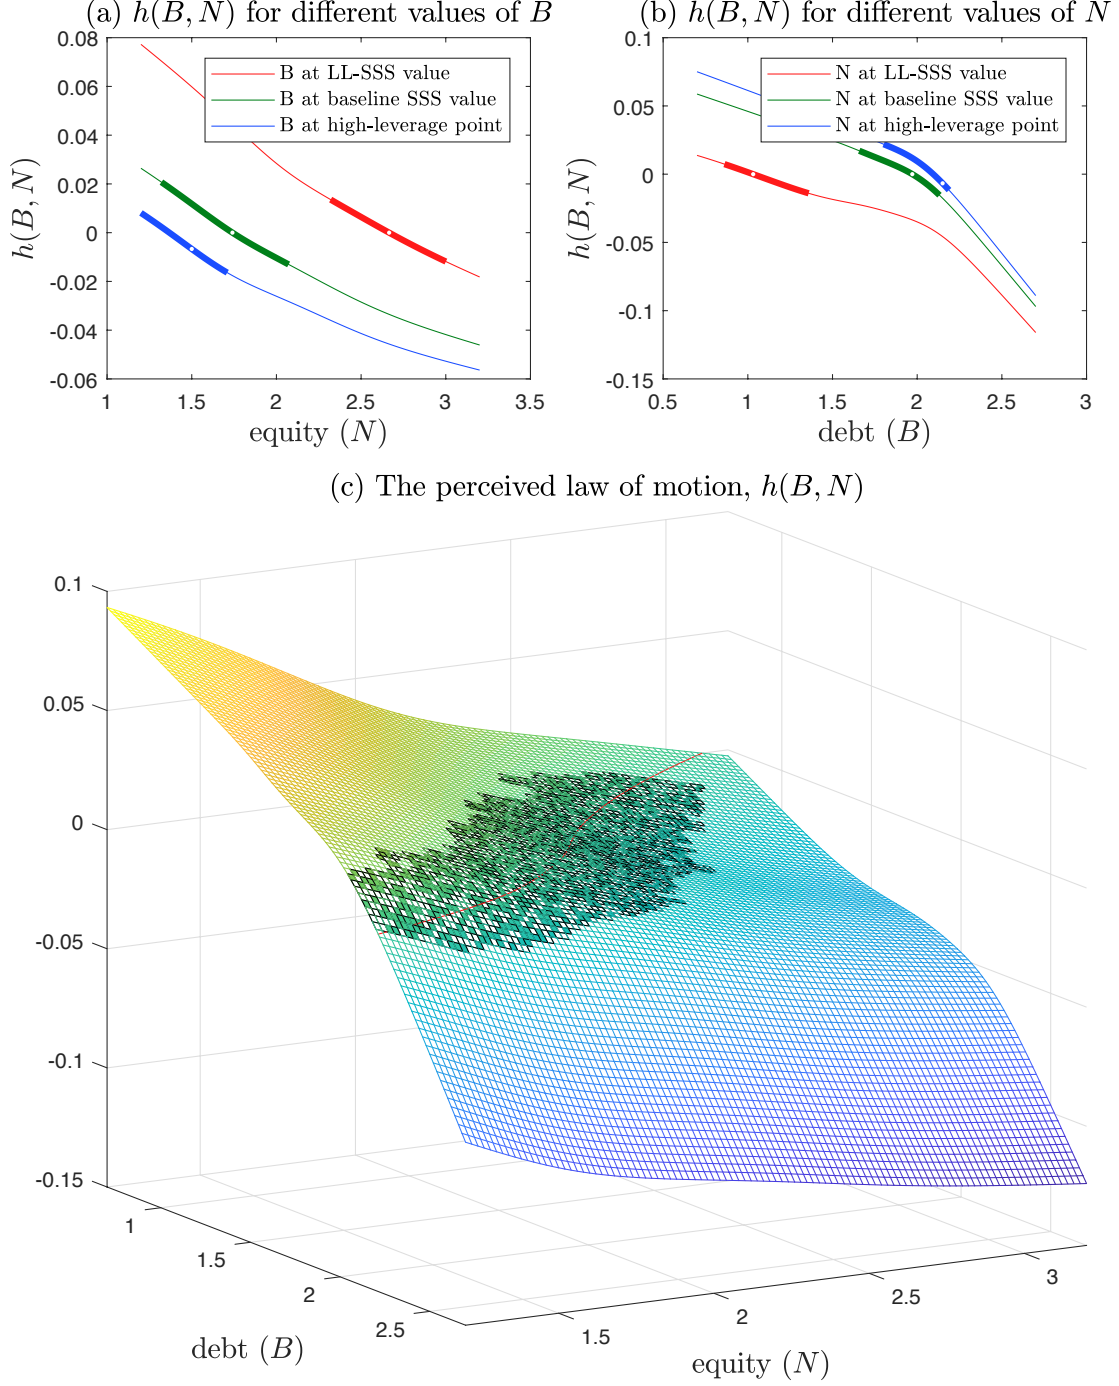 (a) h(B, N) for different values of B
0.08
0.06
0.04
0.02
0
-0.02
-0.04
-0.06
h(B, N)
B at LL-SSS value
B at baseline SSS value
B at high-leverage point
1
1.5
2
2.5
3
3.5
equity (N)
(b) h(B, N) for different values of N
0.1
0.05
0
-0.05
-0.1
-0.15
h(B, N)
N at LL-SSS value
N at baseline SSS value
N at high-leverage point
0.5
1
1.5
2
2.5
3
debt (B)
(c) The perceived law of motion, h(B, N)
0.1
0.05
0
-0.05
-0.1
-0.15
1
1.5
2
2.5
debt (B)
1.5
2
2.5
3
equity (N)